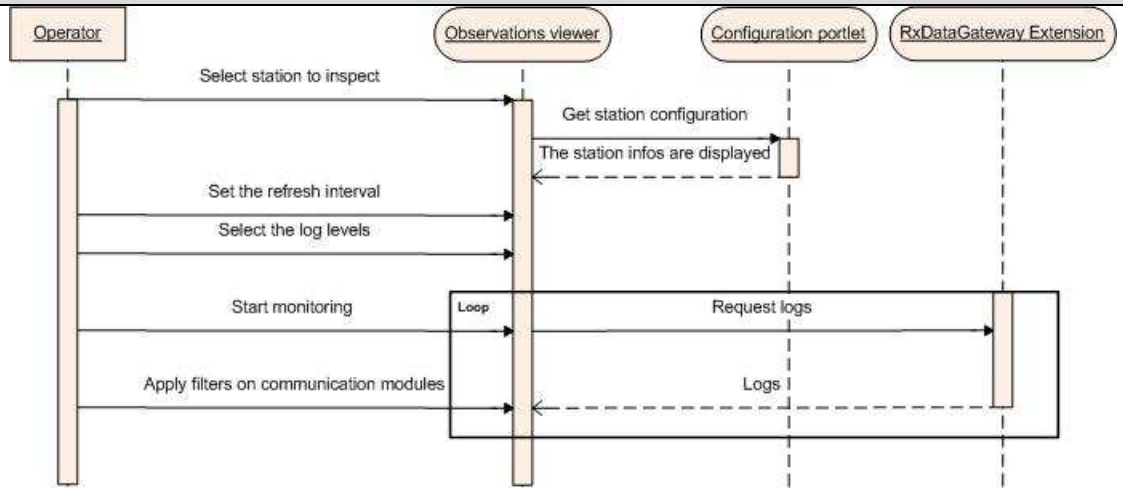 Operator
Observations viewer
Configuration portlet
RxDataGateway Extension
Select station to inspect
Get station configuration
The station infos are displayed
Set the refresh interval
Select the log levels
Start monitoring
Loop
Request logs
Apply filters on communication modules
Logs